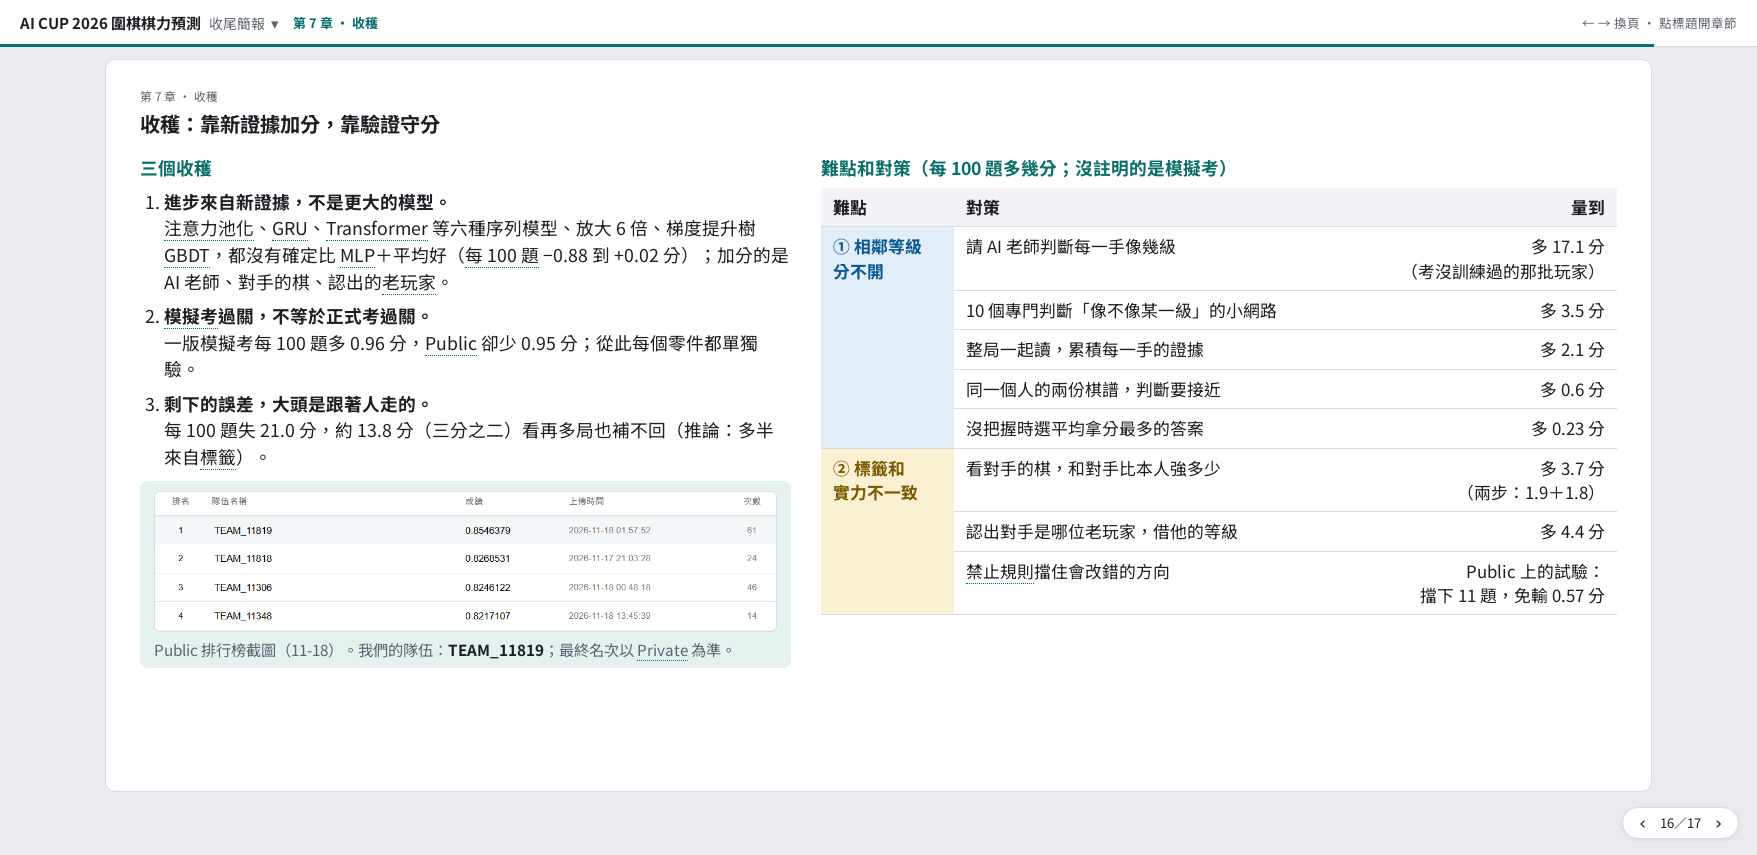 AI CUP 2026 圍棋棋力預測 收尾簡報 ▼ 第 7 章・收穫
←→ 換頁・點標題開章節
第 7 章・收穫
收穫：靠新證據加分，靠驗證守分
三個收穫
1. 進步來自新證據，不是更大的模型。
注意力池化、GRU、Transformer 等六種序列模型、放大 6 倍、梯度提升樹
GBDT，都沒有確定比 MLP＋平均好（每 100 題 −0.88 到 +0.02 分）；加分的是
AI 老師、對手的棋、認出的老玩家。
2. 模擬考過關，不等於正式考過關。
一版模擬考每 100 題多 0.96 分，Public 卻少 0.95 分；從此每個零件都單獨
驗。
3. 剩下的誤差，大頭是跟著人走的。
每 100 題失 21.0 分，約 13.8 分（三分之二）看再多局也補不回（推論：多半
來自標籤）。
排名 隊伍名稱 成績 上傳時間 次數
1 TEAM_11819 0.8546379 2026-11-18 01:57:52 61
2 TEAM_11818 0.8268531 2026-11-17 21:03:28 24
3 TEAM_11306 0.8246122 2026-11-18 00:48:18 46
4 TEAM_11348 0.8217107 2026-11-18 13:45:39 14
Public 排行榜截圖（11-18）。我們的隊伍：TEAM_11819；最終名次以 Private 為準。
難點和對策（每 100 題多幾分；沒註明的是模擬考）
難點 對策 量到
① 相鄰等級
分不開
請 AI 老師判斷每一手像幾級 多 17.1 分
（考沒訓練過的那批玩家）
10 個專門判斷「像不像某一級」的小網路 多 3.5 分
整局一起讀，累積每一手的證據 多 2.1 分
同一個人的兩份棋譜，判斷要接近 多 0.6 分
沒把握時選平均拿分最多的答案 多 0.23 分
② 標籤和
實力不一致
看對手的棋，和對手比本人強多少 多 3.7 分
（兩步：1.9＋1.8）
認出對手是哪位老玩家，借他的等級 多 4.4 分
禁止規則擋住會改錯的方向 Public 上的試驗：
擋下 11 題，免輸 0.57 分
‹ 16／17 ›